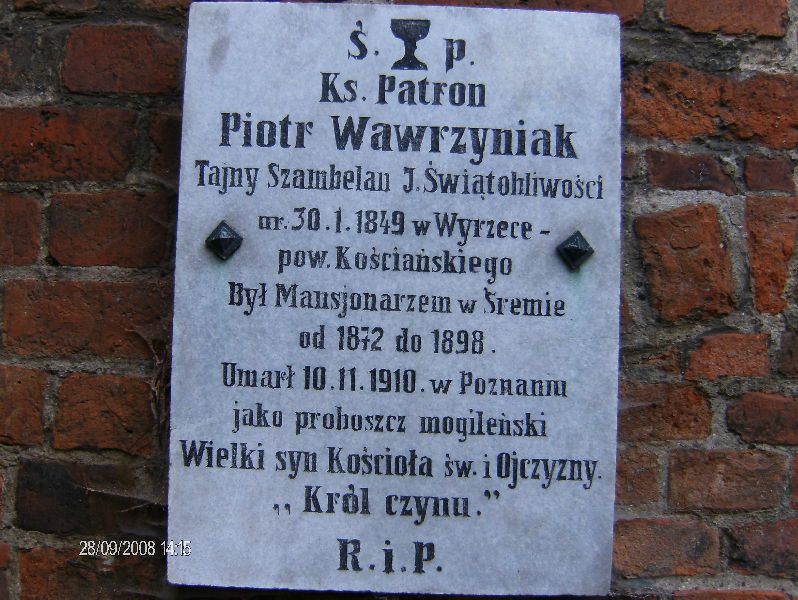 Ś. p.
Ks. Patron
Piotr Wawrzyniak
Tajny Szambelan J. Świątobliwości
ur. 30.1.1849 w Wyrzece -
pow. Kościańskiego
Był Mansjonarzem w Śremie
od 1872 do 1898.
Umarł 10.11.1910. w Poznaniu
jako proboszcz mogileński
Wielki syn Kościoła św. i Ojczyzny.
„Król czynu."
R.i.P.
28/09/2008 14:15